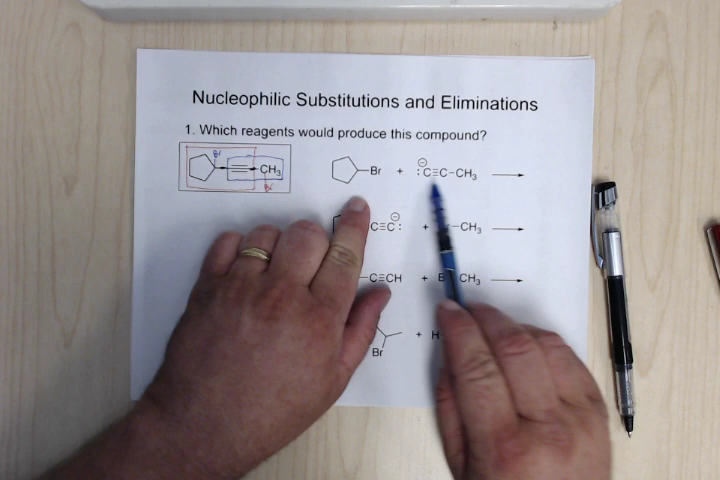 Nucleophilic Substitutions and Eliminations
1. Which reagents would produce this compound?
Br CH3 Br
Br + ⊖:C≡C-CH3
C≡C:⊖ + -CH3
-C≡CH + B CH3
Br + H